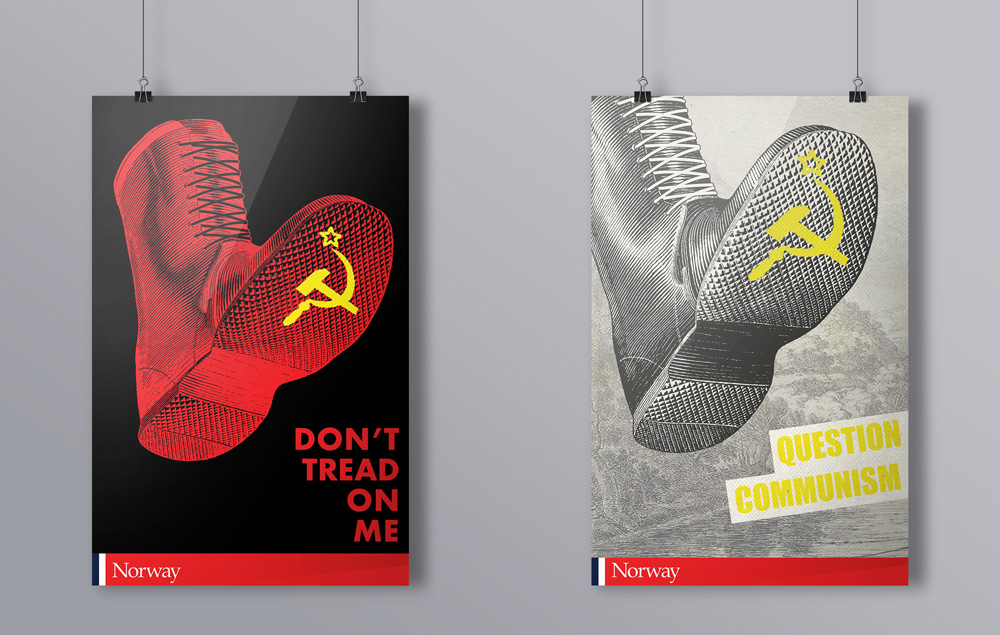 DON'T
TREAD
ON
ME
Norway
QUESTION
COMMUNISM
Norway